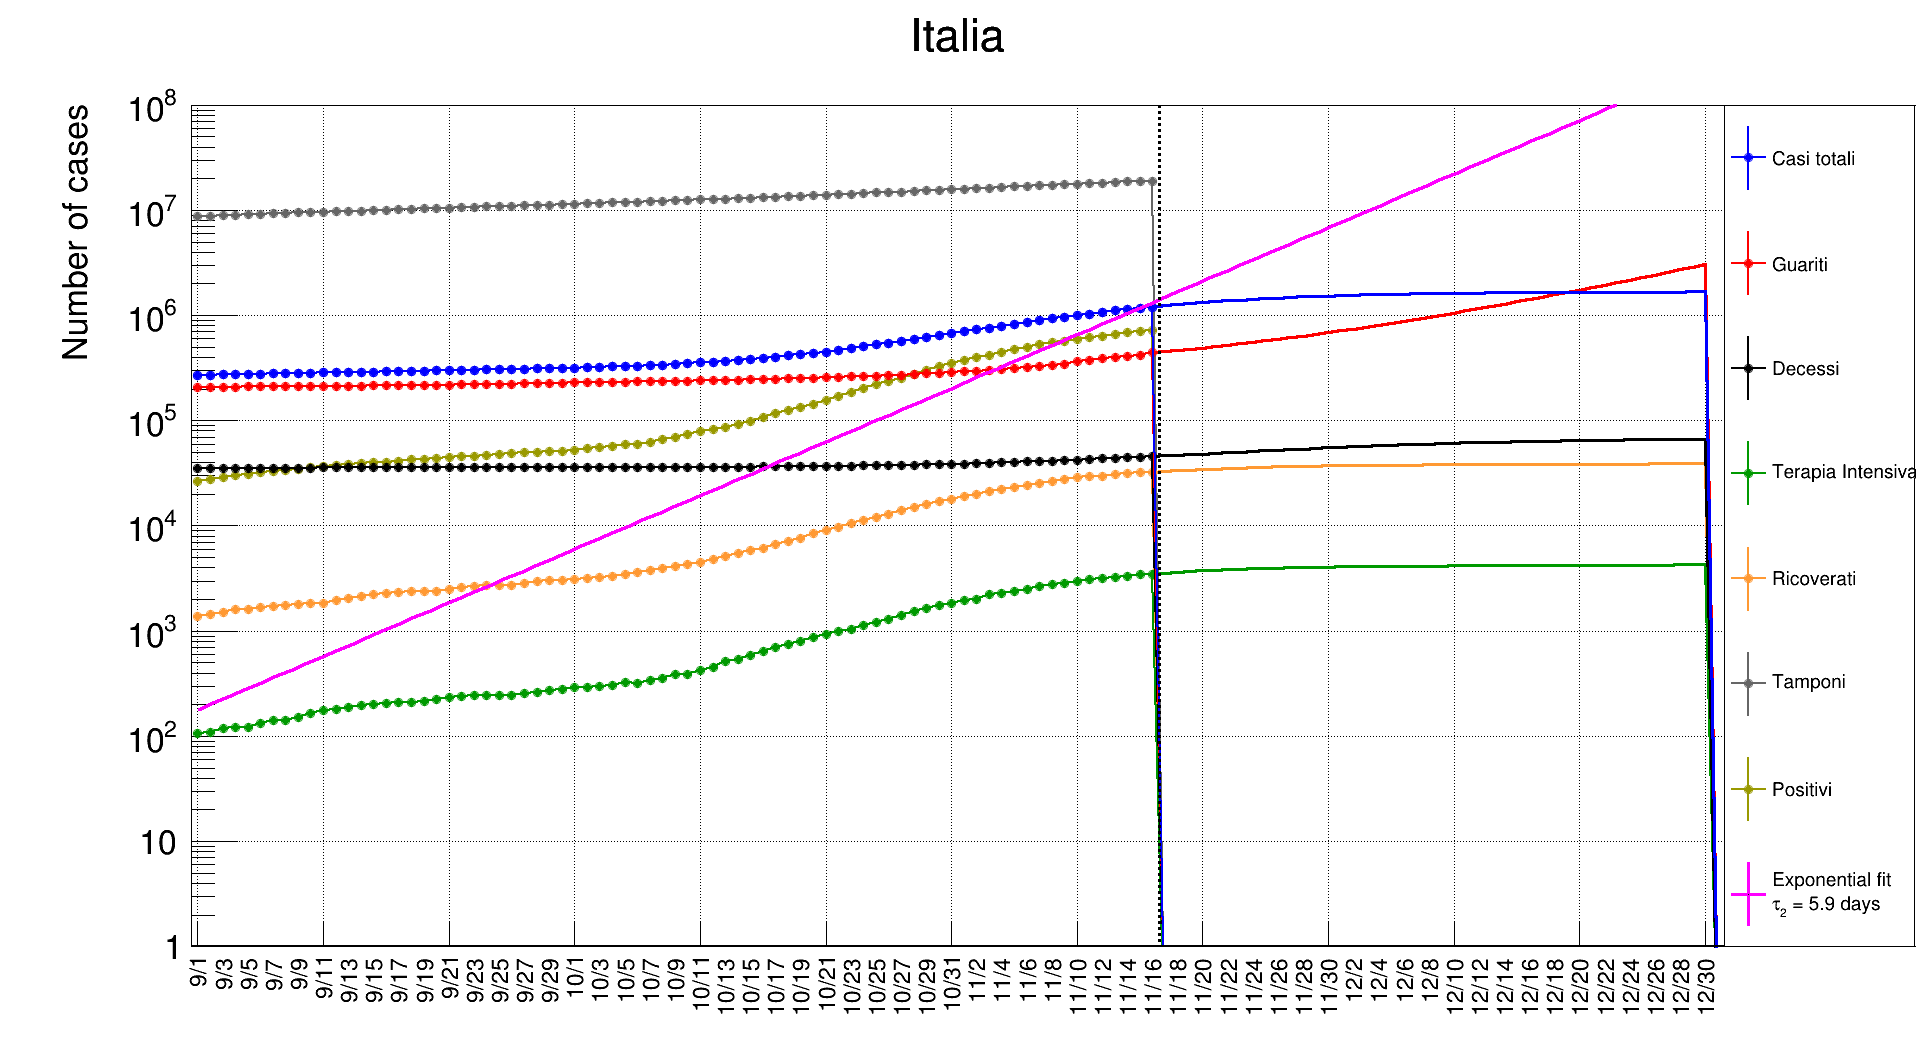 Italia
Number of cases
10^8
10^7
10^6
10^5
10^4
10^3
10^2
10
1
9/1 9/3 9/5 9/7 9/9 9/11 9/13 9/15 9/17 9/19 9/21 9/23 9/25 9/27 9/29 10/1 10/3 10/5 10/7 10/9 10/11 10/13 10/15 10/17 10/19 10/21 10/23 10/25 10/27 10/29 10/31 11/2 11/4 11/6 11/8 11/10 11/12 11/14 11/16 11/18 11/20 11/22 11/24 11/26 11/28 11/30 12/2 12/4 12/6 12/8 12/10 12/12 12/14 12/16 12/18 12/20 12/22 12/24 12/26 12/28 12/30
Casi totali
Guariti
Decessi
Terapia Intensiva
Ricoverati
Tamponi
Positivi
Exponential fit
τ₂ = 5.9 days